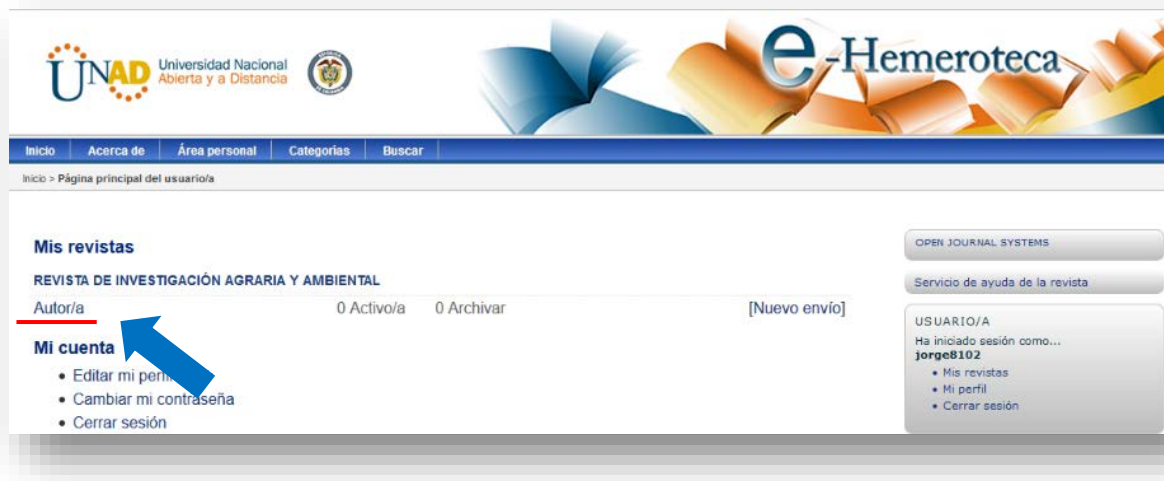 UNAD Universidad Nacional
Abierta y a Distancia
e-Hemeroteca
Inicio Acerca de Área personal Categorías Buscar
Inicio > Página principal del usuario/a
Mis revistas
REVISTA DE INVESTIGACIÓN AGRARIA Y AMBIENTAL
Autor/a 0 Activo/a 0 Archivar [Nuevo envío]
Mi cuenta
• Editar mi
• Cambiar mi contraseña
• Cerrar sesión
OPEN JOURNAL SYSTEMS
Servicio de ayuda de la revista
USUARIO/A
Ha iniciado sesión como...
jorge8102
• Mis revistas
• Mi perfil
• Cerrar sesión